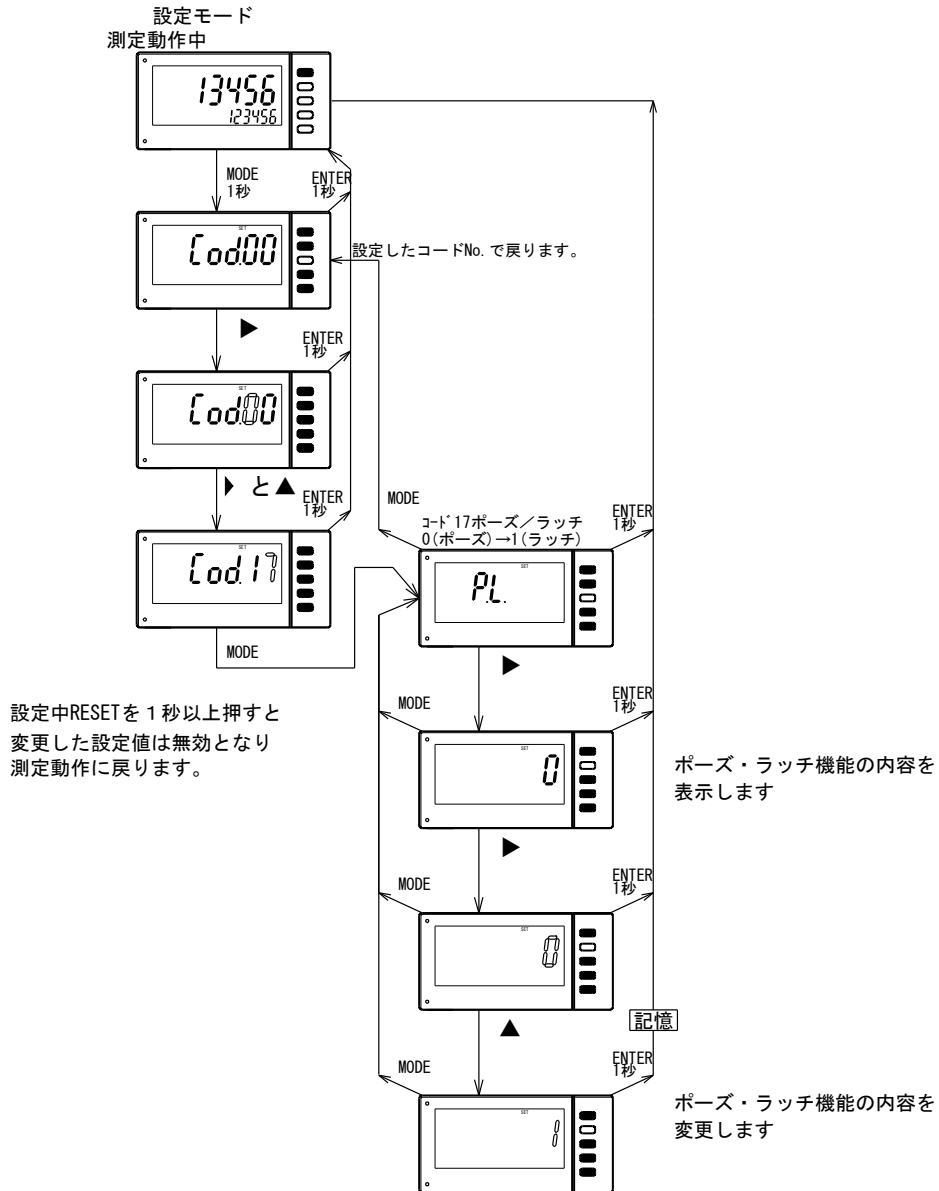 設定モード
測定動作中
13456
123456
MODE
1秒
ENTER
1秒
SET
Cod.00
設定したコードNo.で戻ります。
▶
ENTER
1秒
SET
Cod.00
▶ と▲
ENTER
1秒
SET
Cod.17
MODE
MODE
コード17ポーズ／ラッチ
0(ポーズ)→1(ラッチ)
ENTER
1秒
SET
P.L.
▶
設定中RESETを１秒以上押すと
変更した設定値は無効となり
測定動作に戻ります。
MODE
ENTER
1秒
SET
0
ポーズ・ラッチ機能の内容を
表示します
▶
MODE
ENTER
1秒
SET
0
▲
記憶
MODE
ENTER
1秒
SET
1
ポーズ・ラッチ機能の内容を
変更します